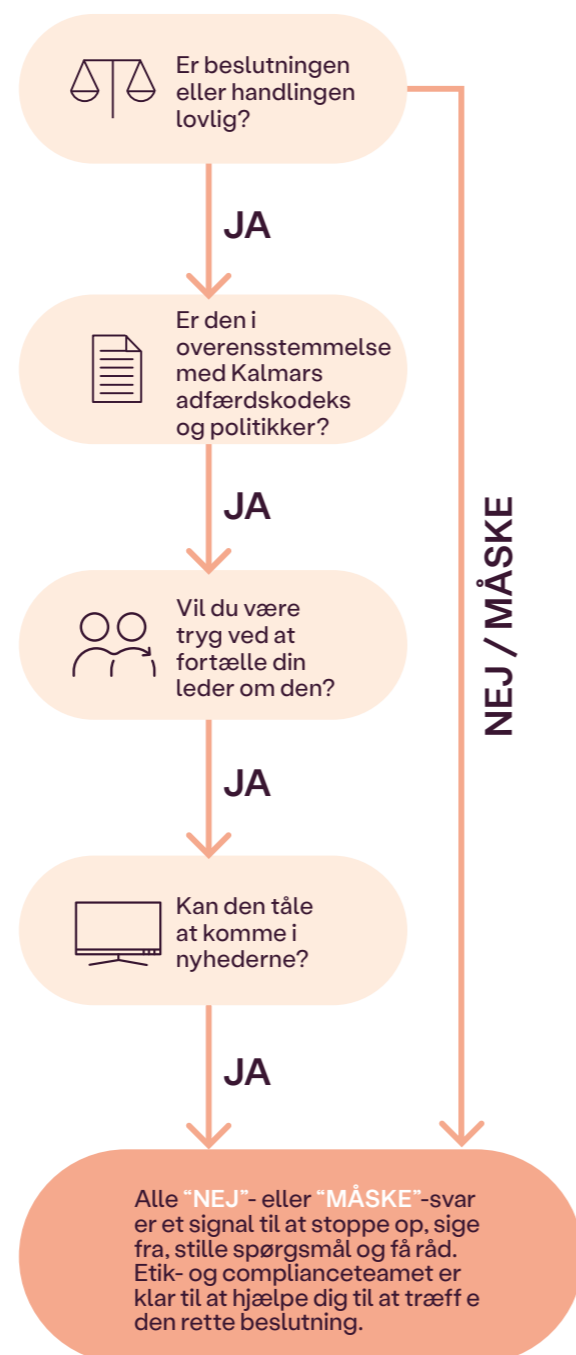 Er beslutningen
eller handlingen
lovlig?
JA
Er den i
overensstemmelse
med Kalmars
adfærdskodeks
og politikker?
JA
Vil du være
tryg ved at
fortælle din
leder om den?
JA
Kan den tåle
at komme i
nyhederne?
JA
NEJ / MÅSKE
Alle “NEJ”- eller “MÅSKE”-svar
er et signal til at stoppe op, sige
fra, stille spørgsmål og få råd.
Etik- og complianceteamet er
klar til at hjælpe dig til at træff e
den rette beslutning.